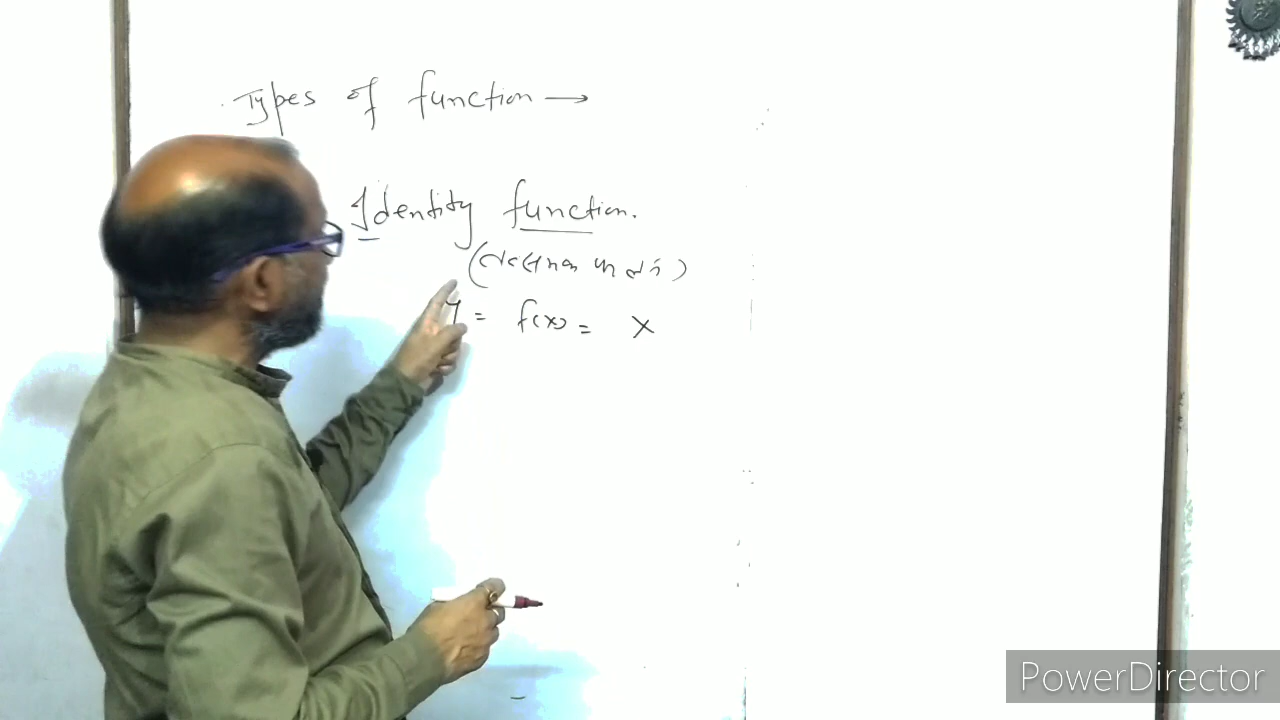 Types of function →
Identity function.
y = f(x) = x
PowerDirector